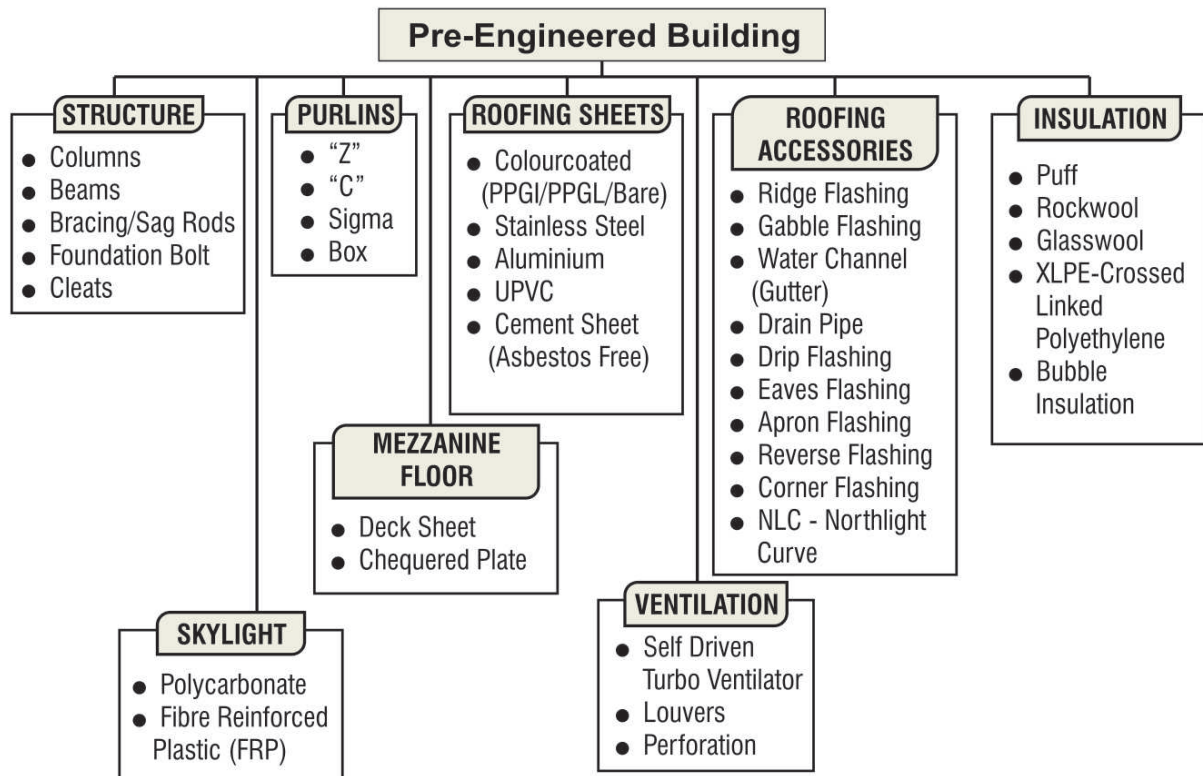 Pre-Engineered Building
STRUCTURE
● Columns
● Beams
● Bracing/Sag Rods
● Foundation Bolt
● Cleats
PURLINS
● “Z”
● “C”
● Sigma
● Box
ROOFING SHEETS
● Colourcoated
(PPGI/PPGL/Bare)
● Stainless Steel
● Aluminium
● UPVC
● Cement Sheet
(Asbestos Free)
ROOFING
ACCESSORIES
● Ridge Flashing
● Gabble Flashing
● Water Channel
(Gutter)
● Drain Pipe
● Drip Flashing
● Eaves Flashing
● Apron Flashing
● Reverse Flashing
● Corner Flashing
● NLC - Northlight
Curve
INSULATION
● Puff
● Rockwool
● Glasswool
● XLPE-Crossed
Linked
Polyethylene
● Bubble
Insulation
MEZZANINE
FLOOR
● Deck Sheet
● Chequered Plate
SKYLIGHT
● Polycarbonate
● Fibre Reinforced
Plastic (FRP)
VENTILATION
● Self Driven
Turbo Ventilator
● Louvers
● Perforation